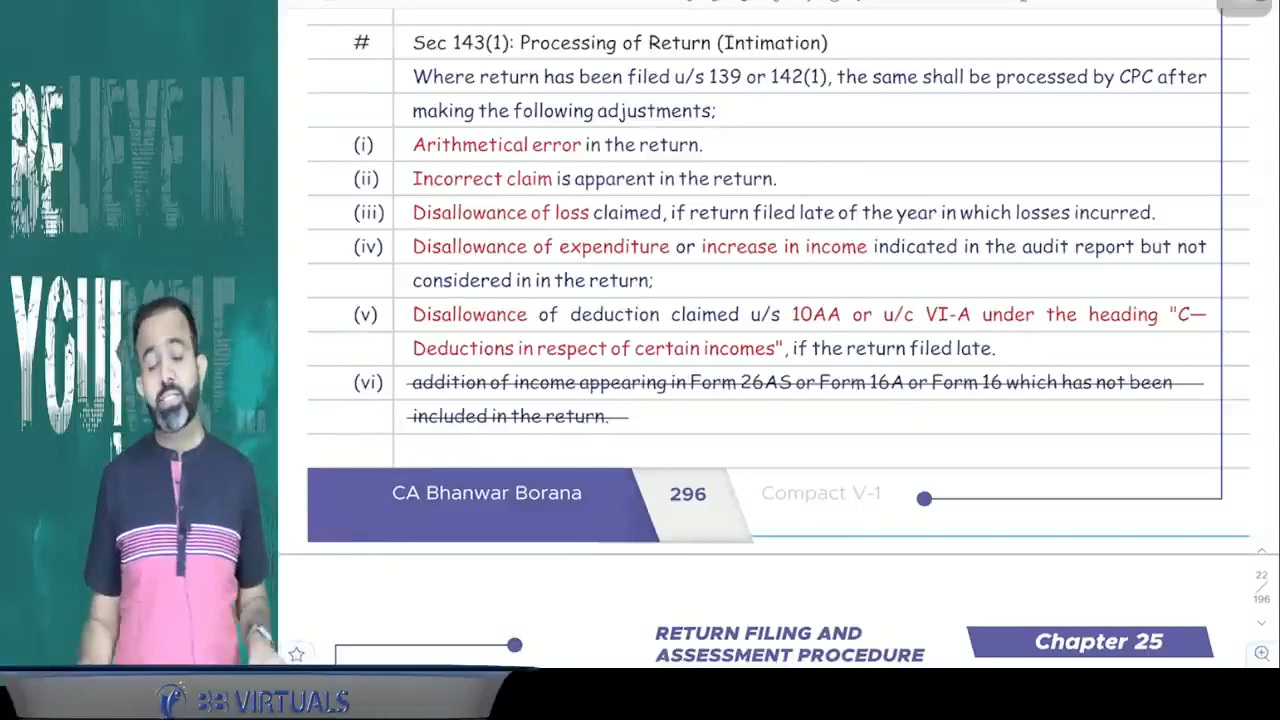 BELIEVE IN
YOURSELF
# Sec 143(1): Processing of Return (Intimation)
Where return has been filed u/s 139 or 142(1), the same shall be processed by CPC after
making the following adjustments;
(i) Arithmetical error in the return.
(ii) Incorrect claim is apparent in the return.
(iii) Disallowance of loss claimed, if return filed late of the year in which losses incurred.
(iv) Disallowance of expenditure or increase in income indicated in the audit report but not
considered in in the return;
(v) Disallowance of deduction claimed u/s 10AA or u/c VI-A under the heading "C—
Deductions in respect of certain incomes", if the return filed late.
(vi) addition of income appearing in Form 26AS or Form 16A or Form 16 which has not been
included in the return.
CA Bhanwar Borana 296 Compact V-1
22
/
196
RETURN FILING AND
ASSESSMENT PROCEDURE
Chapter 25
BB VIRTUALS